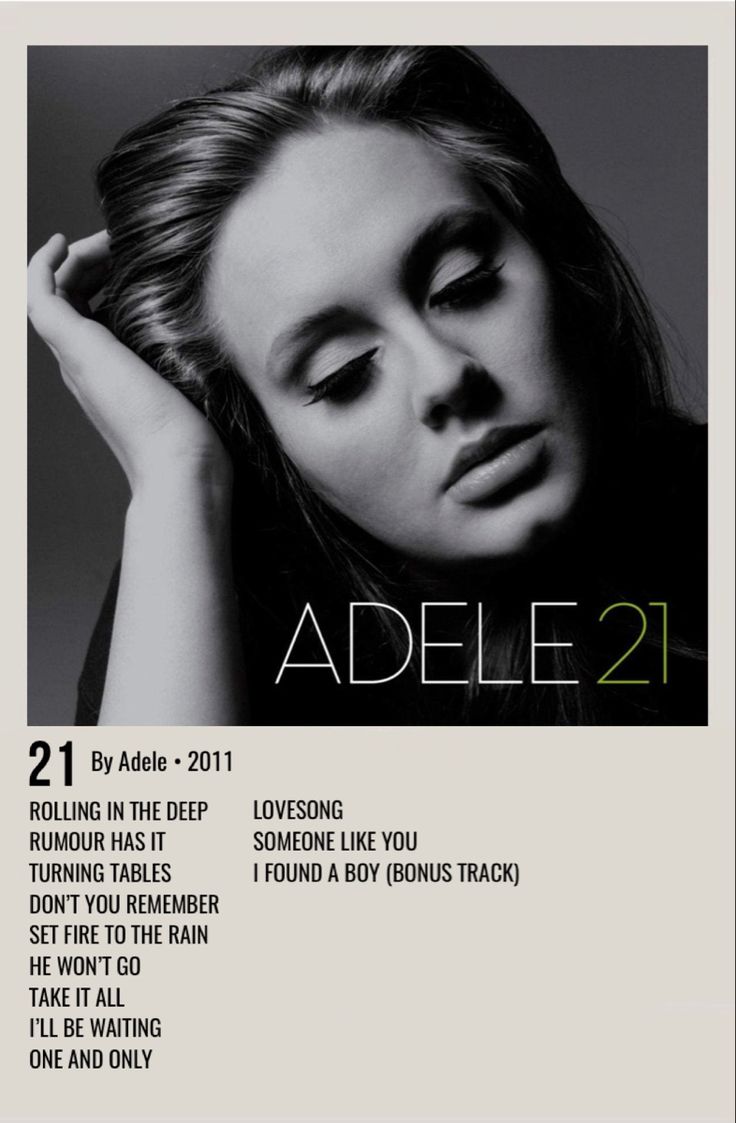 ADELE 21
21 By Adele • 2011
ROLLING IN THE DEEP
RUMOUR HAS IT
TURNING TABLES
DON'T YOU REMEMBER
SET FIRE TO THE RAIN
HE WON'T GO
TAKE IT ALL
I'LL BE WAITING
ONE AND ONLY
LOVESONG
SOMEONE LIKE YOU
I FOUND A BOY (BONUS TRACK)